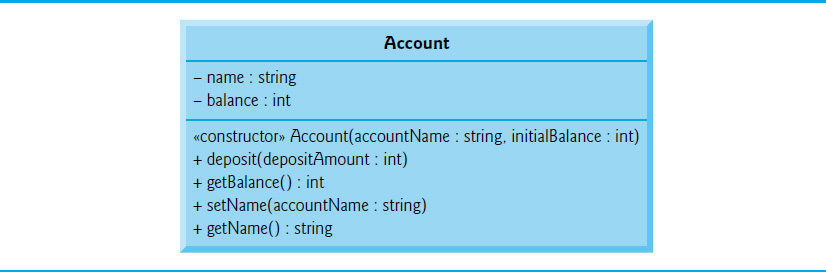 Account
– name : string
– balance : int
«constructor» Account(accountName : string, initialBalance : int)
+ deposit(depositAmount : int)
+ getBalance() : int
+ setName(accountName : string)
+ getName() : string